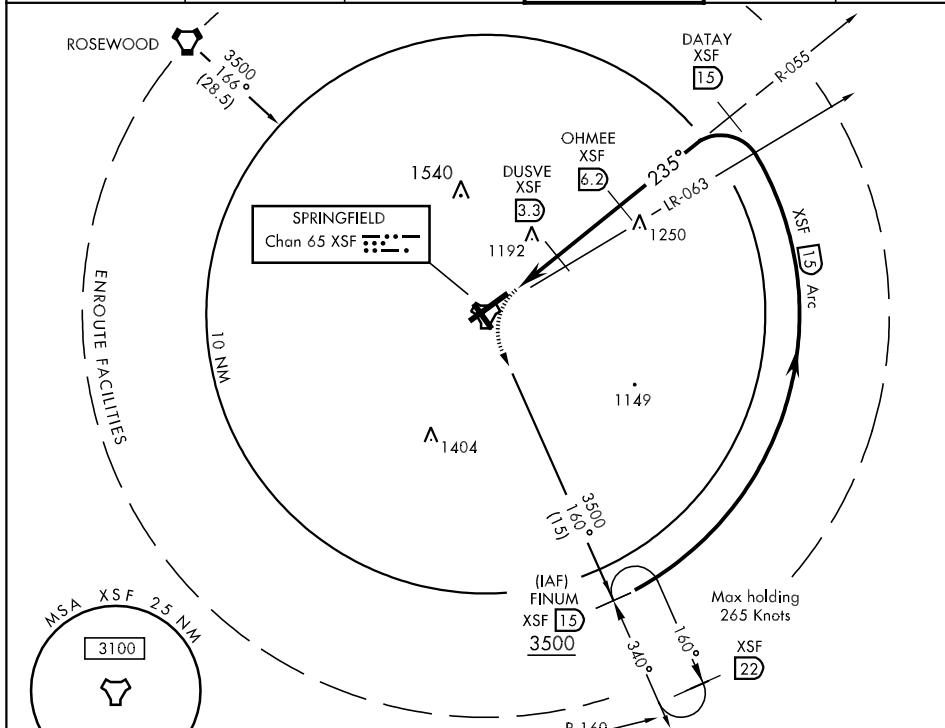 ROSEWOOD
3500
166°
(28.5)
DATAY
XSF
15
R-055
OHMEE
XSF
6.2
235°
LR-063
DUSVE
XSF
3.3
1540
1192
1250
SPRINGFIELD
Chan 65 XSF
XSF 15 Arc
ENROUTE FACILITIES
10 NM
1149
1404
3500
160°
(15)
(IAF)
FINUM
XSF 15
3500
Max holding
265 Knots
160°
340°
XSF
22
MSA XSF 25 NM
3100